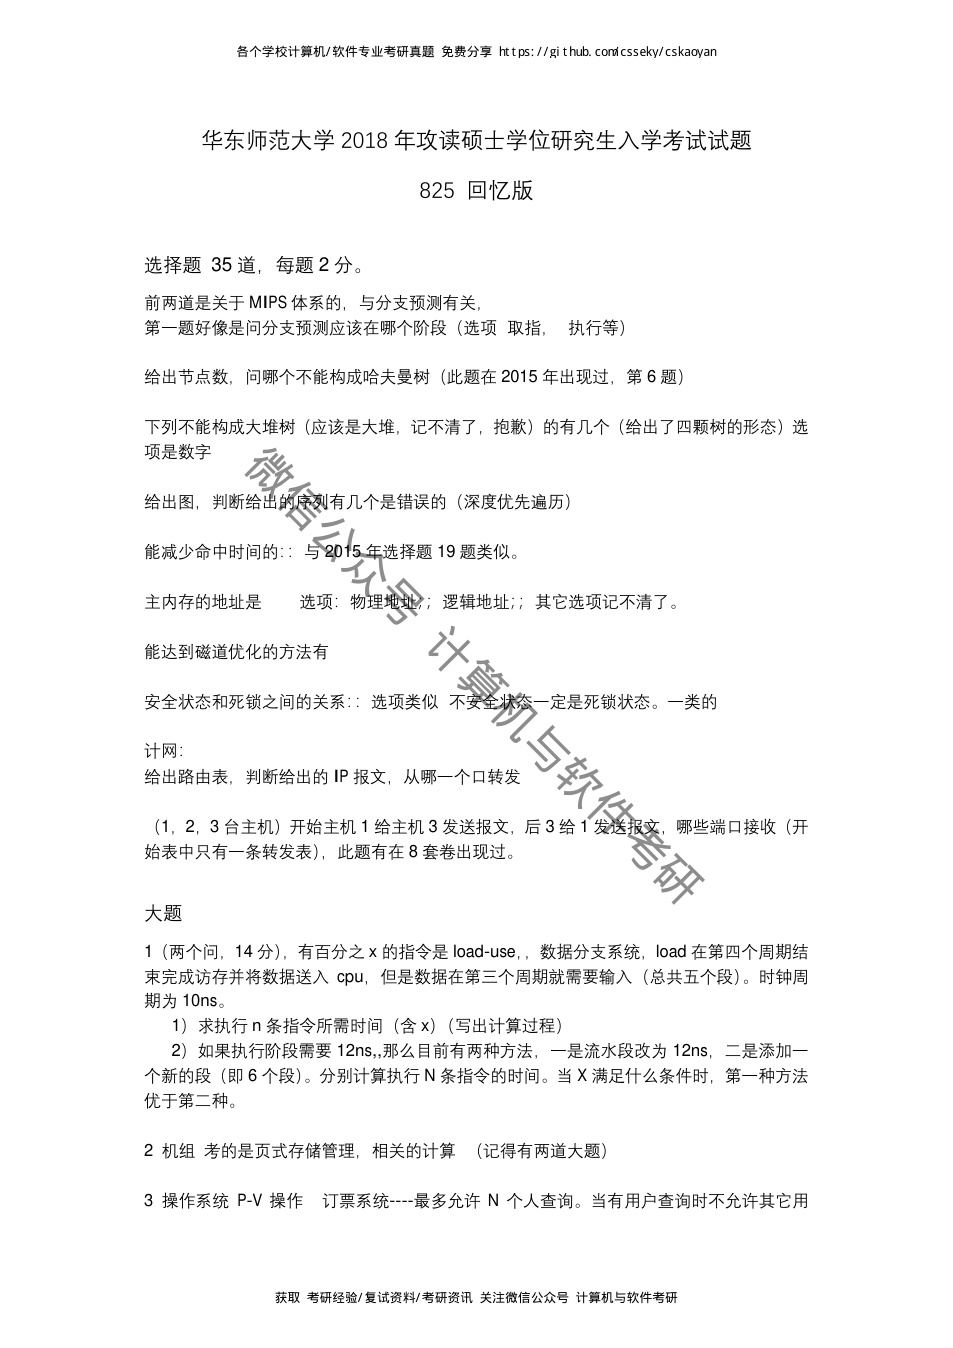 各个学校计算机/软件专业考研真题 免费分享 https://github.com/csseky/cskaoyan
华东师范大学 2018 年攻读硕士学位研究生入学考试试题
825 回忆版
选择题 35 道，每题 2 分。
前两道是关于 MIPS 体系的，与分支预测有关，
第一题好像是问分支预测应该在哪个阶段（选项 取指， 执行等）
给出节点数，问哪个不能构成哈夫曼树（此题在 2015 年出现过，第 6 题）
下列不能构成大堆树（应该是大堆，记不清了，抱歉）的有几个（给出了四颗树的形态）选
项是数字
给出图，判断给出的序列有几个是错误的（深度优先遍历）
能减少命中时间的：：与 2015 年选择题 19 题类似。
主内存的地址是 选项：物理地址；；逻辑地址；；其它选项记不清了。
能达到磁道优化的方法有
安全状态和死锁之间的关系：：选项类似 不安全状态一定是死锁状态。一类的
计网：
给出路由表，判断给出的 IP 报文，从哪一个口转发
（1，2，3 台主机）开始主机 1 给主机 3 发送报文，后 3 给 1 发送报文，哪些端口接收（开
始表中只有一条转发表），此题有在 8 套卷出现过。
大题
1（两个问，14 分），有百分之 x 的指令是 load-use，，数据分支系统，load 在第四个周期结
束完成访存并将数据送入 cpu，但是数据在第三个周期就需要输入（总共五个段）。时钟周
期为 10ns。
1）求执行 n 条指令所需时间（含 x）（写出计算过程）
2）如果执行阶段需要 12ns,,那么目前有两种方法，一是流水段改为 12ns，二是添加一
个新的段（即 6 个段）。分别计算执行 N 条指令的时间。当 X 满足什么条件时，第一种方法
优于第二种。
2 机组 考的是页式存储管理，相关的计算 （记得有两道大题）
3 操作系统 P-V 操作 订票系统----最多允许 N 个人查询。当有用户查询时不允许其它用
微信公众号 计算机与软件考研
获取 考研经验/复试资料/考研资讯 关注微信公众号 计算机与软件考研